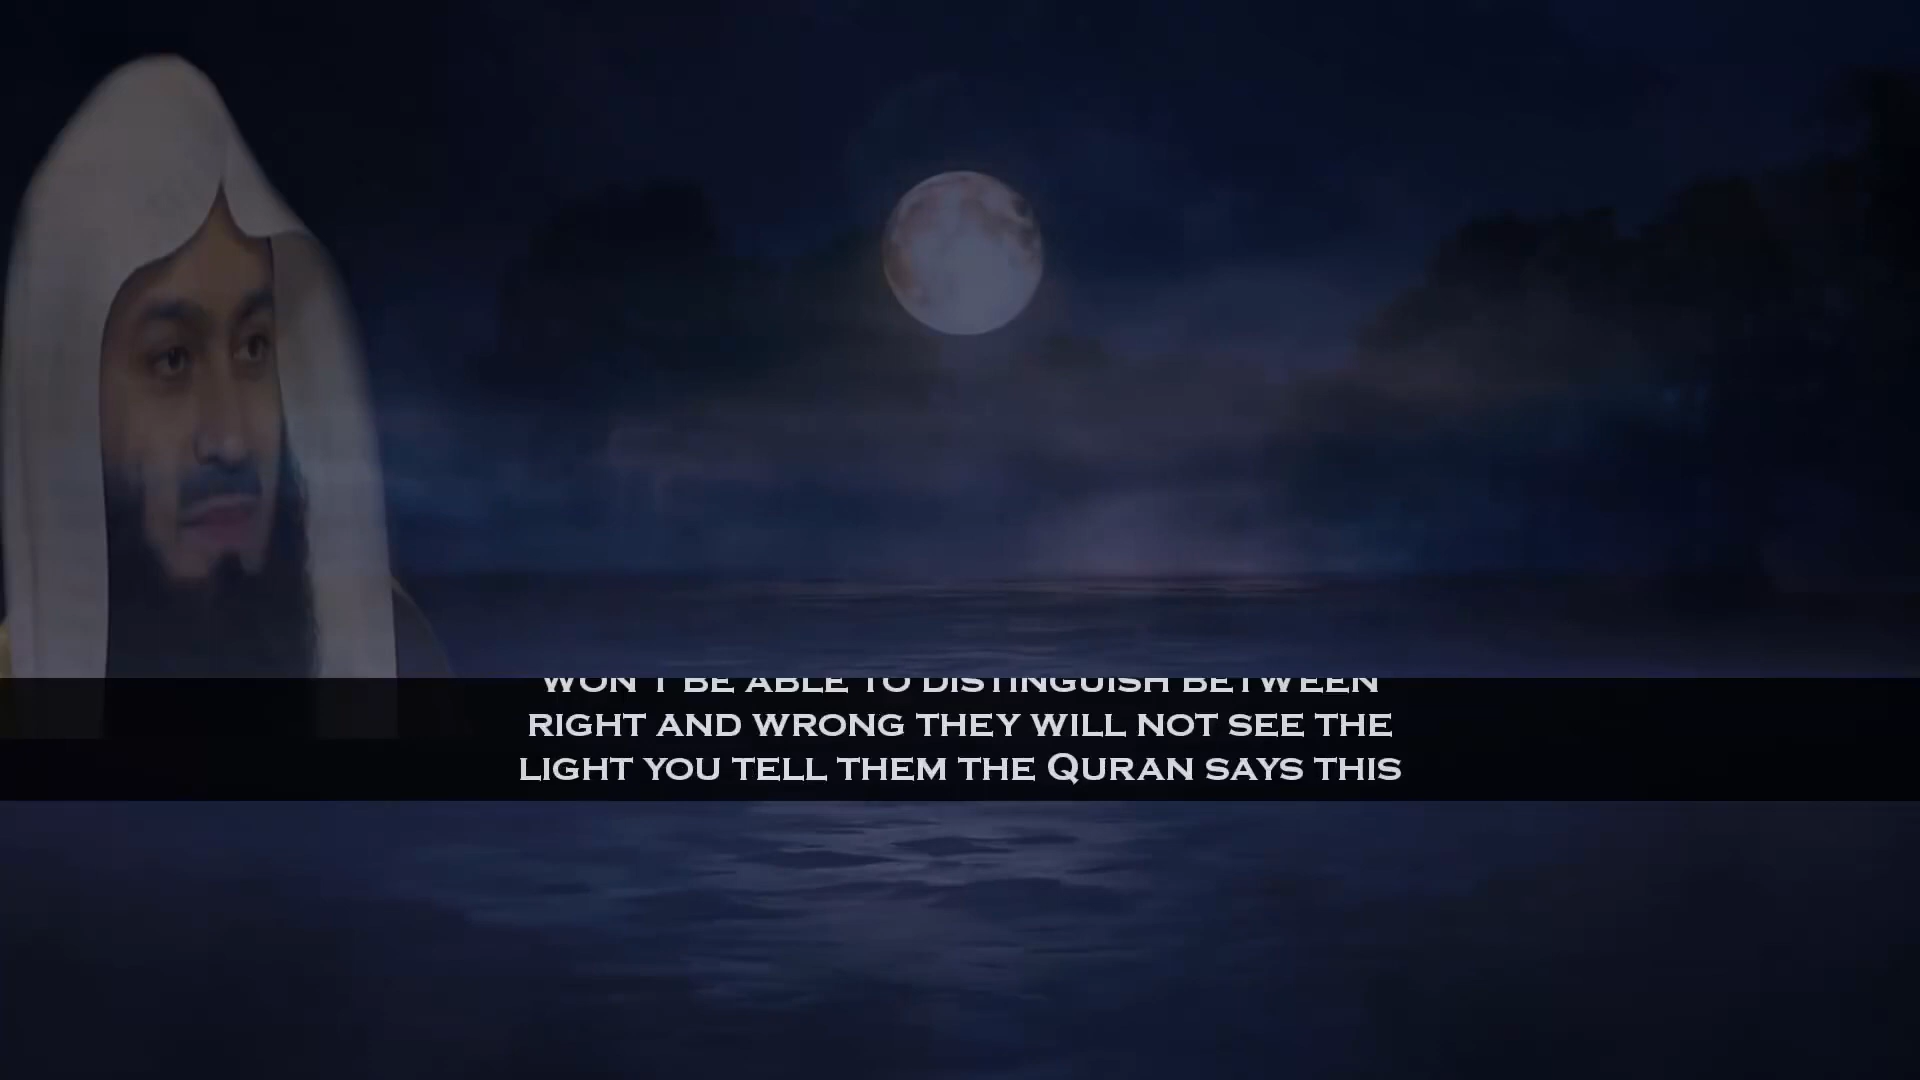 WON'T BE ABLE TO DISTINGUISH BETWEEN
RIGHT AND WRONG THEY WILL NOT SEE THE
LIGHT YOU TELL THEM THE QURAN SAYS THIS